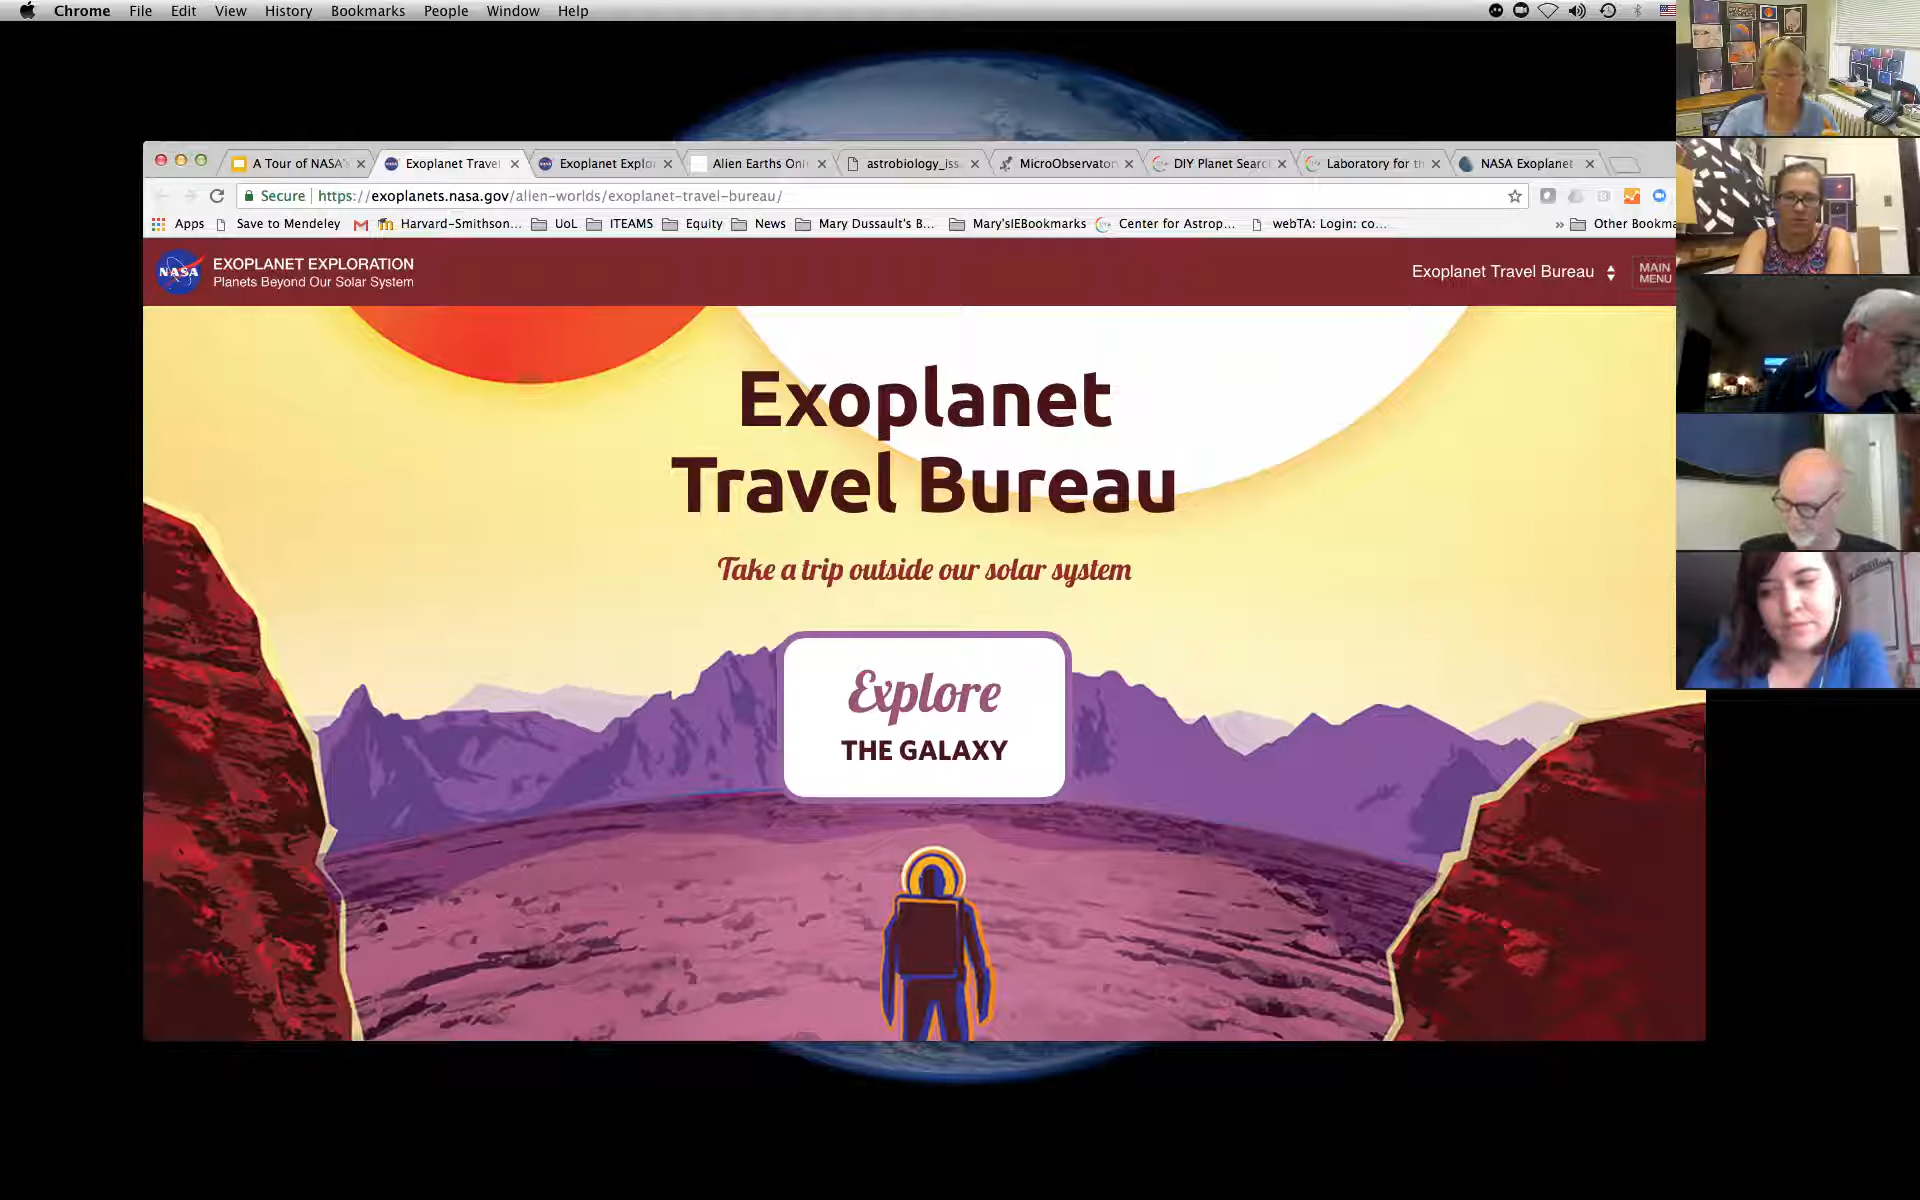 Chrome File Edit View History Bookmarks People Window Help
A Tour of NASA's
Exoplanet Travel
Exoplanet Explo
Alien Earths Onl
astrobiology_iss
MicroObservator
DIY Planet Searc
Laboratory for th
NASA Exoplanet
Secure https://exoplanets.nasa.gov/alien-worlds/exoplanet-travel-bureau/
Apps Save to Mendeley Harvard-Smithson... UoL ITEAMS Equity News Mary Dussault's B... Mary'sIEBookmarks Center for Astrop... webTA: Login: co... » Other Bookma
NASA
EXOPLANET EXPLORATION
Planets Beyond Our Solar System
Exoplanet Travel Bureau
MAIN
MENU
Exoplanet
Travel Bureau
Take a trip outside our solar system
Explore
THE GALAXY